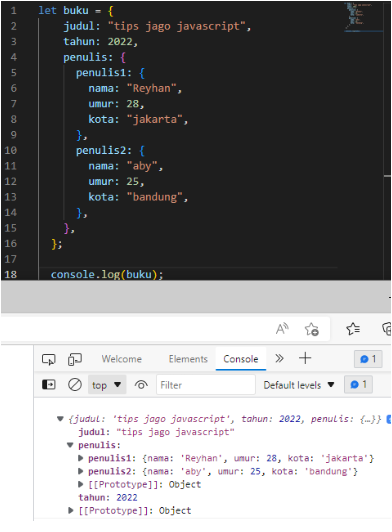 1 let buku = {
2 judul: "tips jago javascript",
3 tahun: 2022,
4 penulis: {
5 penulis1: {
6 nama: "Reyhan",
7 umur: 28,
8 kota: "jakarta",
9 },
10 penulis2: {
11 nama: "aby",
12 umur: 25,
13 kota: "bandung",
14 },
15 },
16 };
17
18 console.log(buku);
Welcome Elements Console 1
top Filter Default levels 1
{judul: 'tips jago javascript', tahun: 2022, penulis: {…}}
judul: "tips jago javascript"
penulis:
penulis1: {nama: 'Reyhan', umur: 28, kota: 'jakarta'}
penulis2: {nama: 'aby', umur: 25, kota: 'bandung'}
[[Prototype]]: Object
tahun: 2022
[[Prototype]]: Object